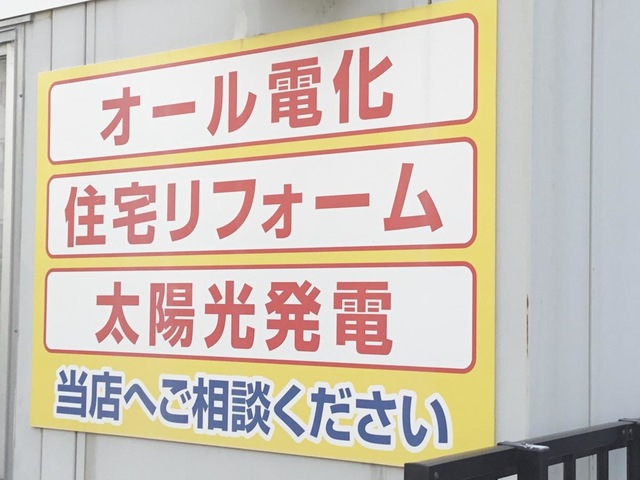 オール電化
住宅リフォーム
太陽光発電
当店へご相談ください